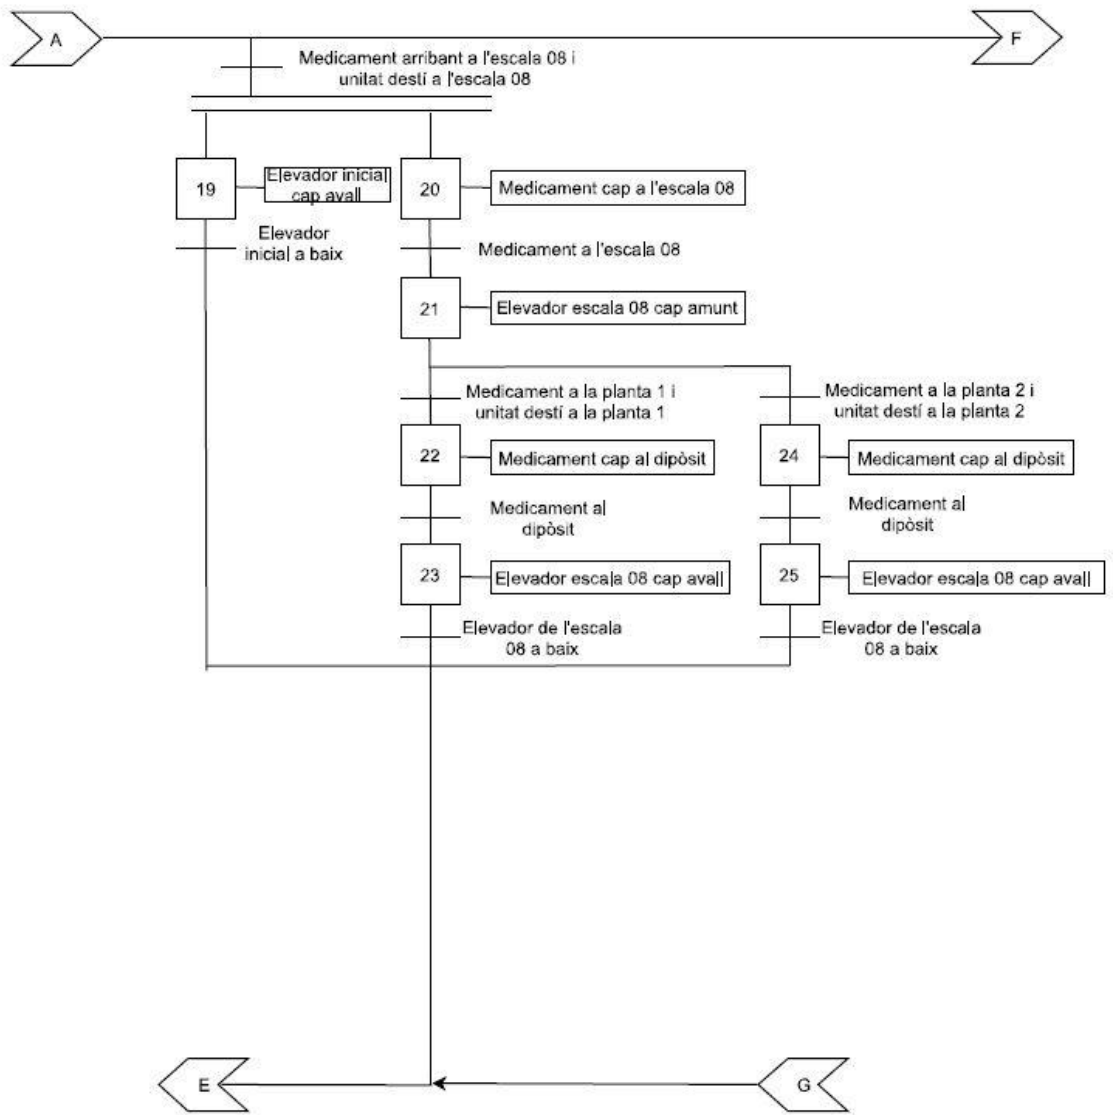 A
F
Medicament arribant a l'escala 08 i
unitat destí a l'escala 08
19
Elevador inicial
cap avall
20
Medicament cap a l'escala 08
Elevador
inicial a baix
Medicament a l'escala 08
21
Elevador escala 08 cap amunt
Medicament a la planta 1 i
unitat destí a la planta 1
Medicament a la planta 2 i
unitat destí a la planta 2
22
Medicament cap al dipòsit
24
Medicament cap al dipòsit
Medicament al
dipòsit
Medicament al
dipòsit
23
Elevador escala 08 cap avall
25
Elevador escala 08 cap avall
Elevador de l'escala
08 a baix
Elevador de l'escala
08 a baix
E
G